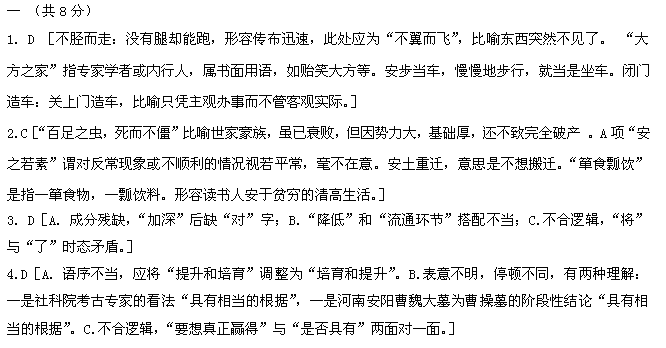 一 （共8分）
1. D [不胫而走：没有腿却能跑，形容传布迅速，此处应为“不翼而飞”，比喻东西突然不见了。 “大
方之家”指专家学者或内行人，属书面用语，如贻笑大方等。安步当车，慢慢地步行，就当是坐车。闭门
造车：关上门造车，比喻只凭主观办事而不管客观实际。]
2.C[“百足之虫，死而不僵”比喻世家豪族，虽已衰败，但因势力大，基础厚，还不致完全破产 。A项“安
之若素”谓对反常现象或不顺利的情况视若平常，毫不在意。安土重迁，意思是不想搬迁。“箪食瓢饮”
是指一箪食物，一瓢饮料。形容读书人安于贫穷的清高生活。]
3. D[A. 成分残缺，“加深”后缺“对”字；B.“降低”和“流通环节”搭配不当；C.不合逻辑，“将”
与“了”时态矛盾。]
4.D[A. 语序不当，应将“提升和培育”调整为“培育和提升”。B.表意不明，停顿不同，有两种理解：
一是社科院考古专家的看法“具有相当的根据”，一是河南安阳曹魏大墓为曹操墓的阶段性结论“具有相
当的根据”。C.不合逻辑，“要想真正赢得”与“是否具有”两面对一面。]